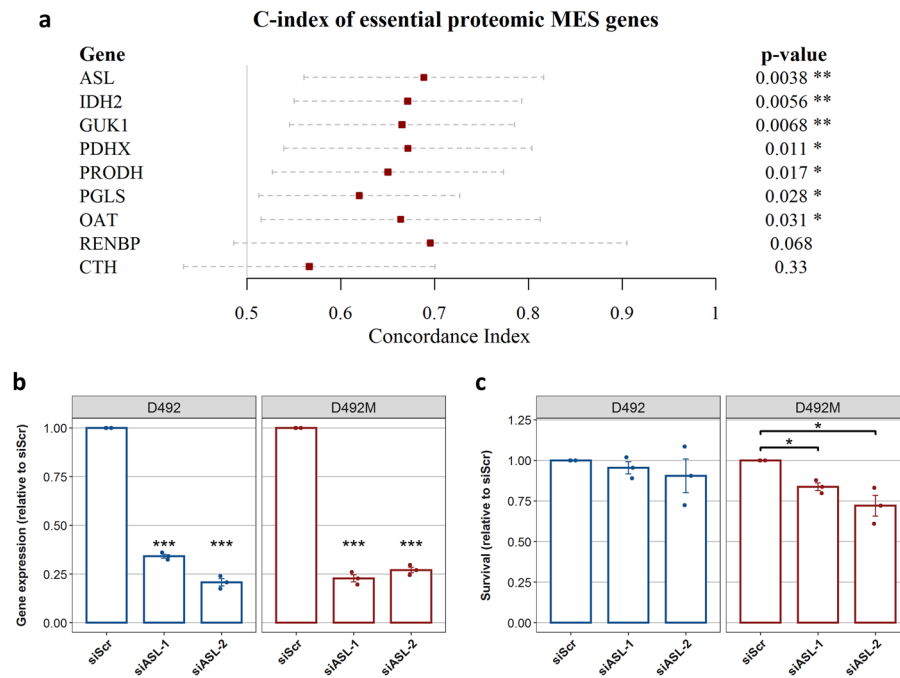 a
C-index of essential proteomic MES genes
Gene p-value
ASL 0.0038 **
IDH2 0.0056 **
GUK1 0.0068 **
PDHX 0.011 *
PRODH 0.017 *
PGLS 0.028 *
OAT 0.031 *
RENBP 0.068
CTH 0.33
0.5 0.6 0.7 0.8 0.9 1
Concordance Index
b
D492 D492M
Gene expression (relative to siScr)
1.00
0.75
0.50
0.25
0.00
*** *** *** ***
siScr siASL-1 siASL-2 siScr siASL-1 siASL-2
c
D492 D492M
Survival (relative to siScr)
1.25
1.00
0.75
0.50
0.25
0.00
*
*
siScr siASL-1 siASL-2 siScr siASL-1 siASL-2